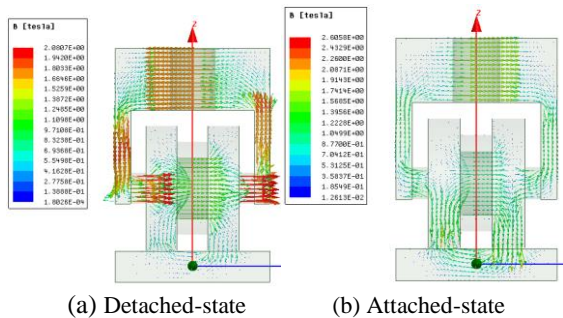 B [tesla]
2.0807E+00
1.9420E+00
1.8033E+00
1.6646E+00
1.5259E+00
1.3872E+00
1.2485E+00
1.1098E+00
9.7108E-01
8.3238E-01
6.9368E-01
5.5498E-01
4.1628E-01
2.7758E-01
1.3888E-01
1.8026E-04
Z
B [tesla]
2.6058E+00
2.4329E+00
2.2600E+00
2.0871E+00
1.9143E+00
1.7414E+00
1.5685E+00
1.3956E+00
1.2228E+00
1.0499E+00
8.7700E-01
7.0412E-01
5.3125E-01
3.5837E-01
1.8549E-01
1.2613E-02
Z
(a) Detached-state
(b) Attached-state